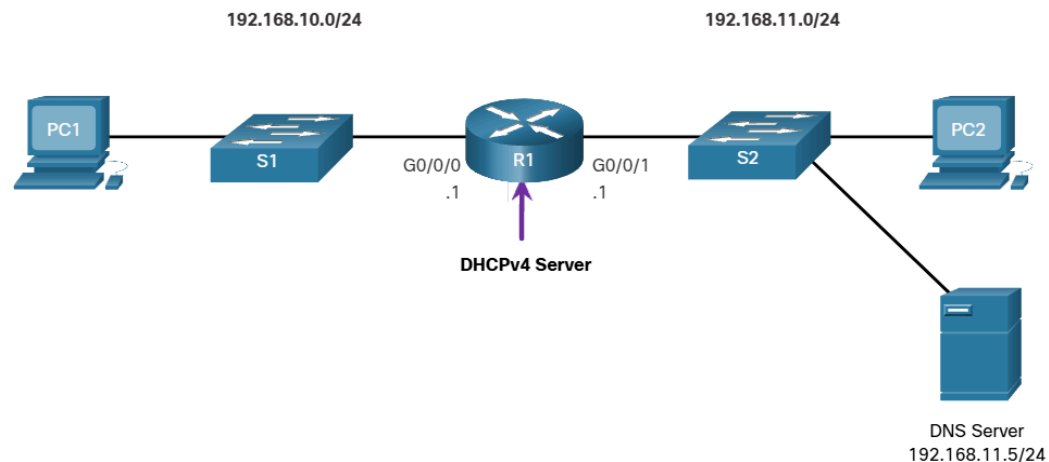 192.168.10.0/24
192.168.11.0/24
PC1
S1
G0/0/0
.1
R1
G0/0/1
.1
S2
PC2
DHCPv4 Server
DNS Server
192.168.11.5/24